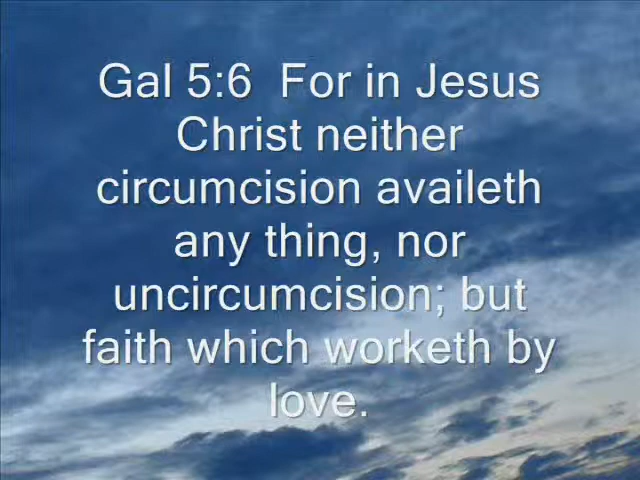 Gal 5:6  For in Jesus
Christ neither
circumcision availeth
any thing, nor
uncircumcision; but
faith which worketh by
love.